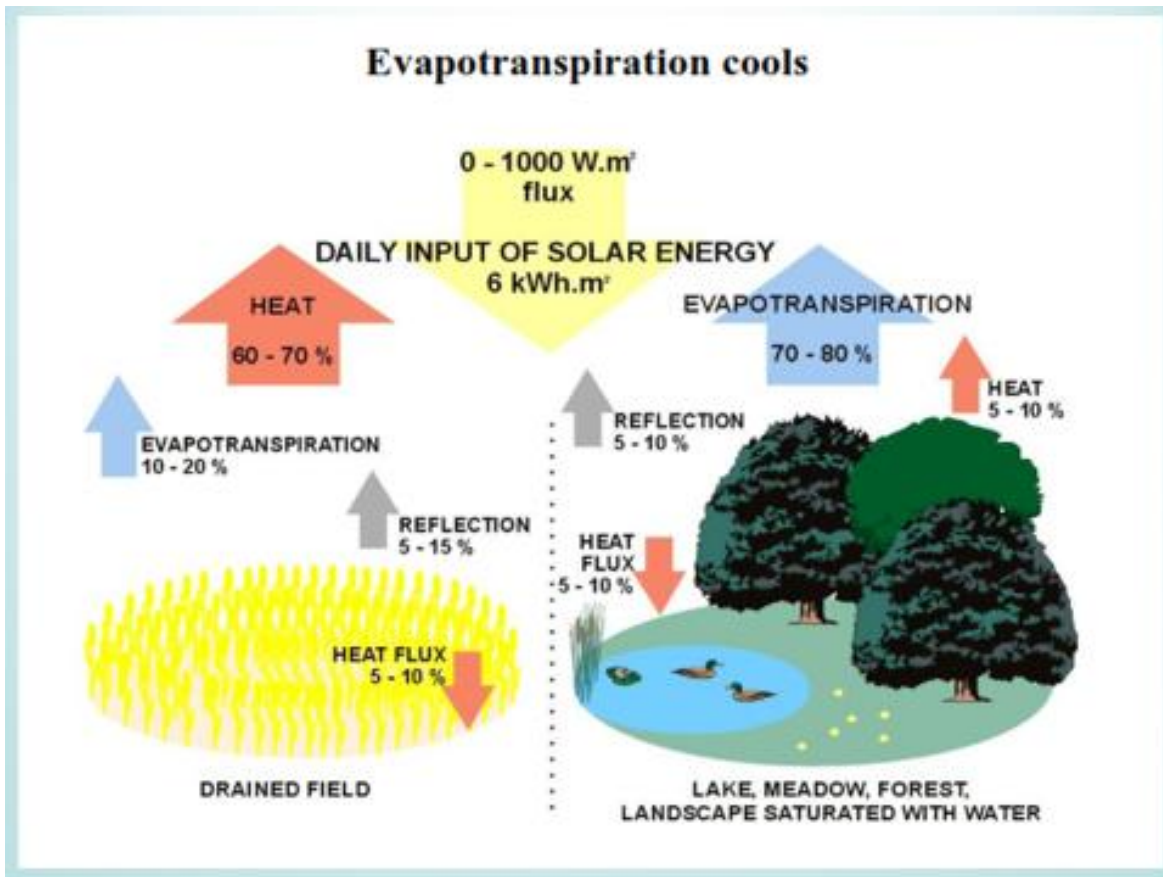 Evapotranspiration cools
0 - 1000 W.m²
flux
DAILY INPUT OF SOLAR ENERGY
6 kWh.m²
HEAT
60 - 70 %
EVAPOTRANSPIRATION
10 - 20 %
REFLECTION
5 - 15 %
HEAT FLUX
5 - 10 %
DRAINED FIELD
EVAPOTRANSPIRATION
70 - 80 %
HEAT
5 - 10 %
REFLECTION
5 - 10 %
HEAT
FLUX
5 - 10 %
LAKE, MEADOW, FOREST,
LANDSCAPE SATURATED WITH WATER